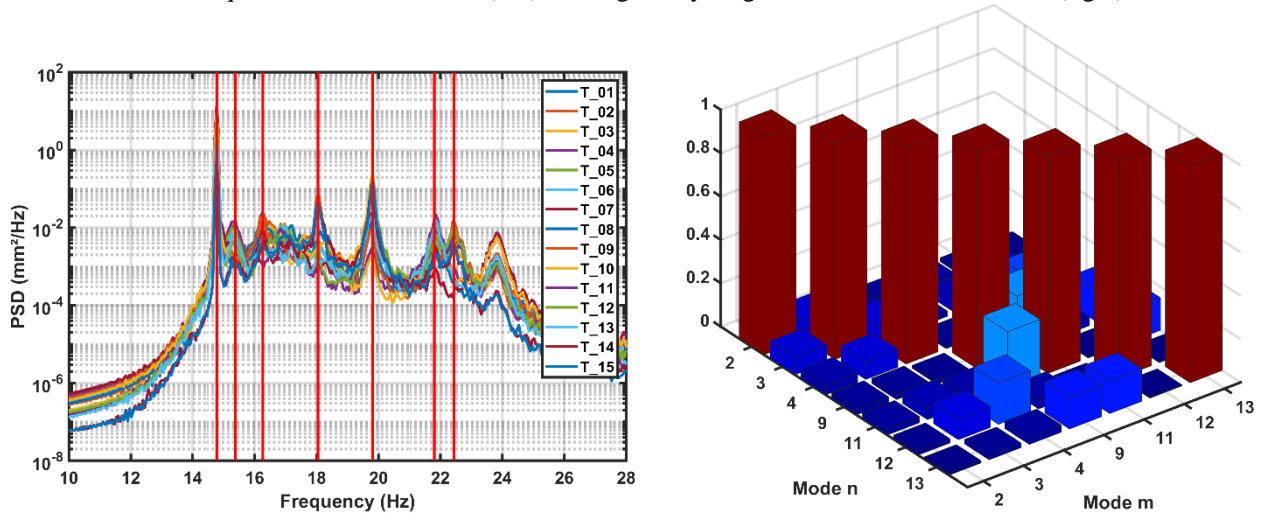 10^2
10^0
10^-2
10^-4
10^-6
10^-8
PSD (mm²/Hz)
10 12 14 16 18 20 22 24 26 28
Frequency (Hz)
T_01
T_02
T_03
T_04
T_05
T_06
T_07
T_08
T_09
T_10
T_11
T_12
T_13
T_14
T_15
1
0.8
0.6
0.4
0.2
0
2
3
4
9
11
12
13
Mode n
2
3
4
9
11
12
13
Mode m